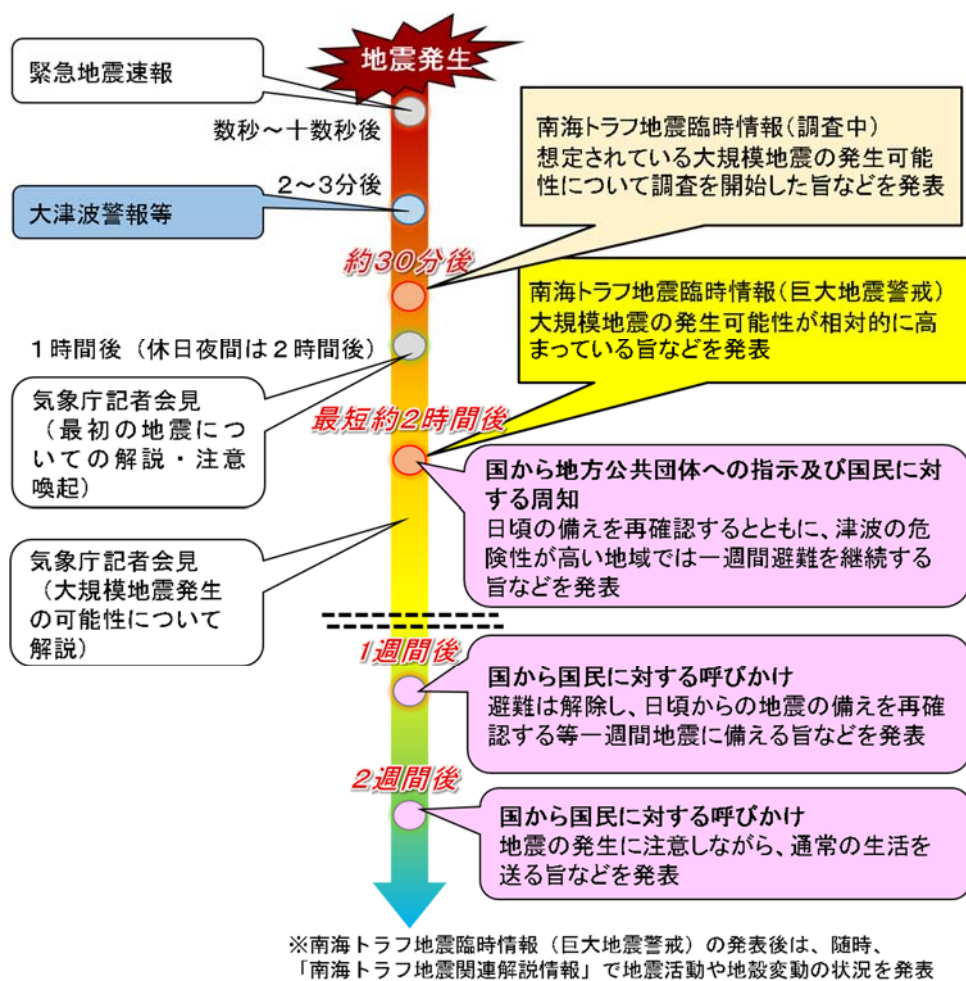 地震発生
緊急地震速報
数秒～十数秒後
南海トラフ地震臨時情報（調査中）
想定されている大規模地震の発生可能
性について調査を開始した旨などを発表
2～3分後
大津波警報等
約30分後
南海トラフ地震臨時情報（巨大地震警戒）
大規模地震の発生可能性が相対的に高
まっている旨などを発表
１時間後（休日夜間は２時間後）
気象庁記者会見
（最初の地震につ
いての解説・注意
喚起）
最短約2時間後
国から地方公共団体への指示及び国民に対
する周知
日頃の備えを再確認するとともに、津波の危
険性が高い地域では一週間避難を継続する
旨などを発表
気象庁記者会見
（大規模地震発生
の可能性について
解説）
1週間後
国から国民に対する呼びかけ
避難は解除し、日頃からの地震の備えを再確
認する等一週間地震に備える旨などを発表
2週間後
国から国民に対する呼びかけ
地震の発生に注意しながら、通常の生活を
送る旨などを発表
※南海トラフ地震臨時情報（巨大地震警戒）の発表後は、随時、
「南海トラフ地震関連解説情報」で地震活動や地殻変動の状況を発表